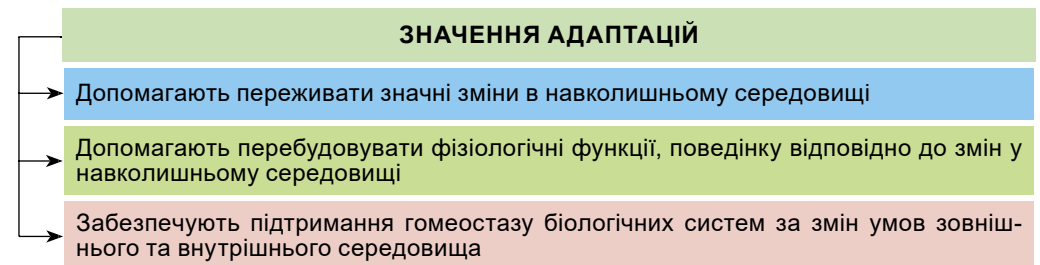 ЗНАЧЕННЯ АДАПТАЦІЙ
Допомагають переживати значні зміни в навколишньому середовищі
Допомагають перебудовувати фізіологічні функції, поведінку відповідно до змін у
навколишньому середовищі
Забезпечують підтримання гомеостазу біологічних систем за змін умов зовніш-
нього та внутрішнього середовища